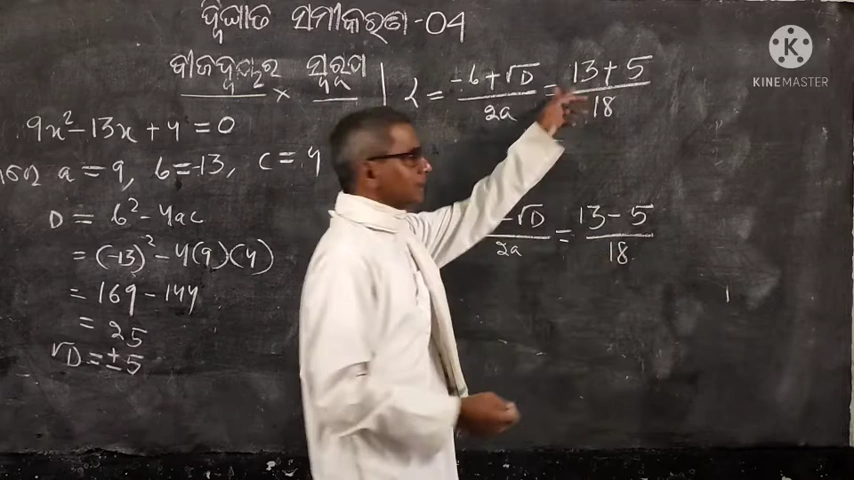 ଦ୍ୱିଘାତ ସମୀକରଣ-04
ବୀଜଦ୍ୱୟର ସ୍ୱରୂପ
9x² - 13x + 4 = 0
a = 9, b = -13, c = 4
D = b² - 4ac
= (-13)² - 4(9)(4)
= 169 - 144
= 25
√D = ±5
α = (-b + √D)/2a = (13 + 5)/18
-√D/2a = (13 - 5)/18
KINEMASTER